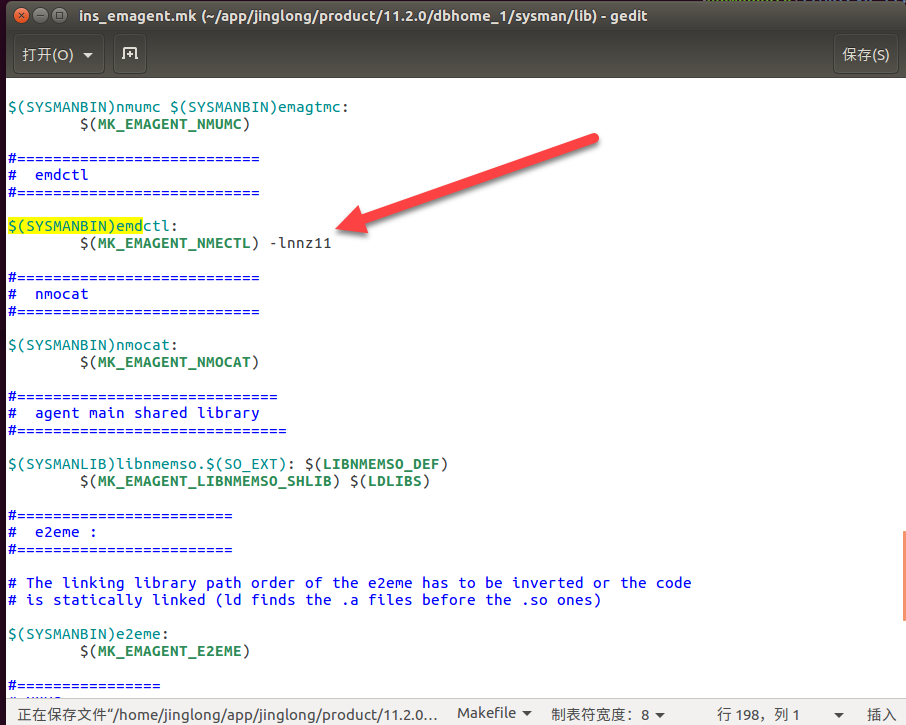 ins_emagent.mk (~/app/jinglong/product/11.2.0/dbhome_1/sysman/lib) - gedit
打开(O) 保存(S)
$(SYSMANBIN)nmumc $(SYSMANBIN)emagtmc:
$(MK_EMAGENT_NMUMC)
#===========================
# emdctl
#===========================
$(SYSMANBIN)emdctl:
$(MK_EMAGENT_NMECTL) -lnnz11
#===========================
# nmocat
#===========================
$(SYSMANBIN)nmocat:
$(MK_EMAGENT_NMOCAT)
#=============================
# agent main shared library
#==============================
$(SYSMANLIB)libnmemso.$(SO_EXT): $(LIBNMEMSO_DEF)
$(MK_EMAGENT_LIBNMEMSO_SHLIB) $(LDLIBS)
#========================
# e2eme :
#========================
# The linking library path order of the e2eme has to be inverted or the code
# is statically linked (ld finds the .a files before the .so ones)
$(SYSMANBIN)e2eme:
$(MK_EMAGENT_E2EME)
#================
正在保存文件“/home/jinglong/app/jinglong/product/11.2.0... Makefile 制表符宽度：8 行 198，列 1 插入